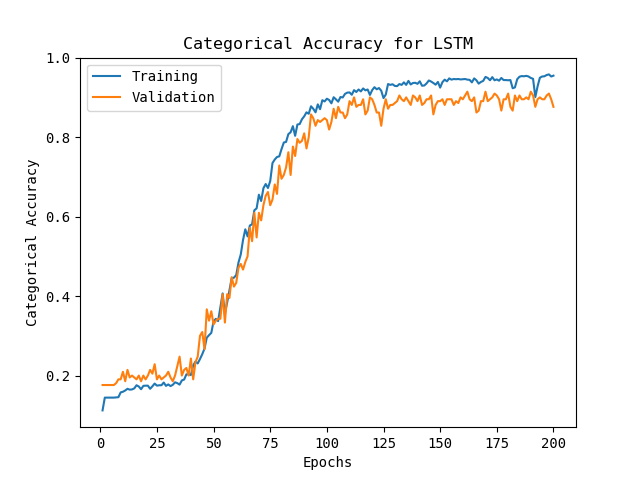 Categorical Accuracy for LSTM
Training
Validation
Categorical Accuracy
1.0
0.8
0.6
0.4
0.2
0 25 50 75 100 125 150 175 200
Epochs